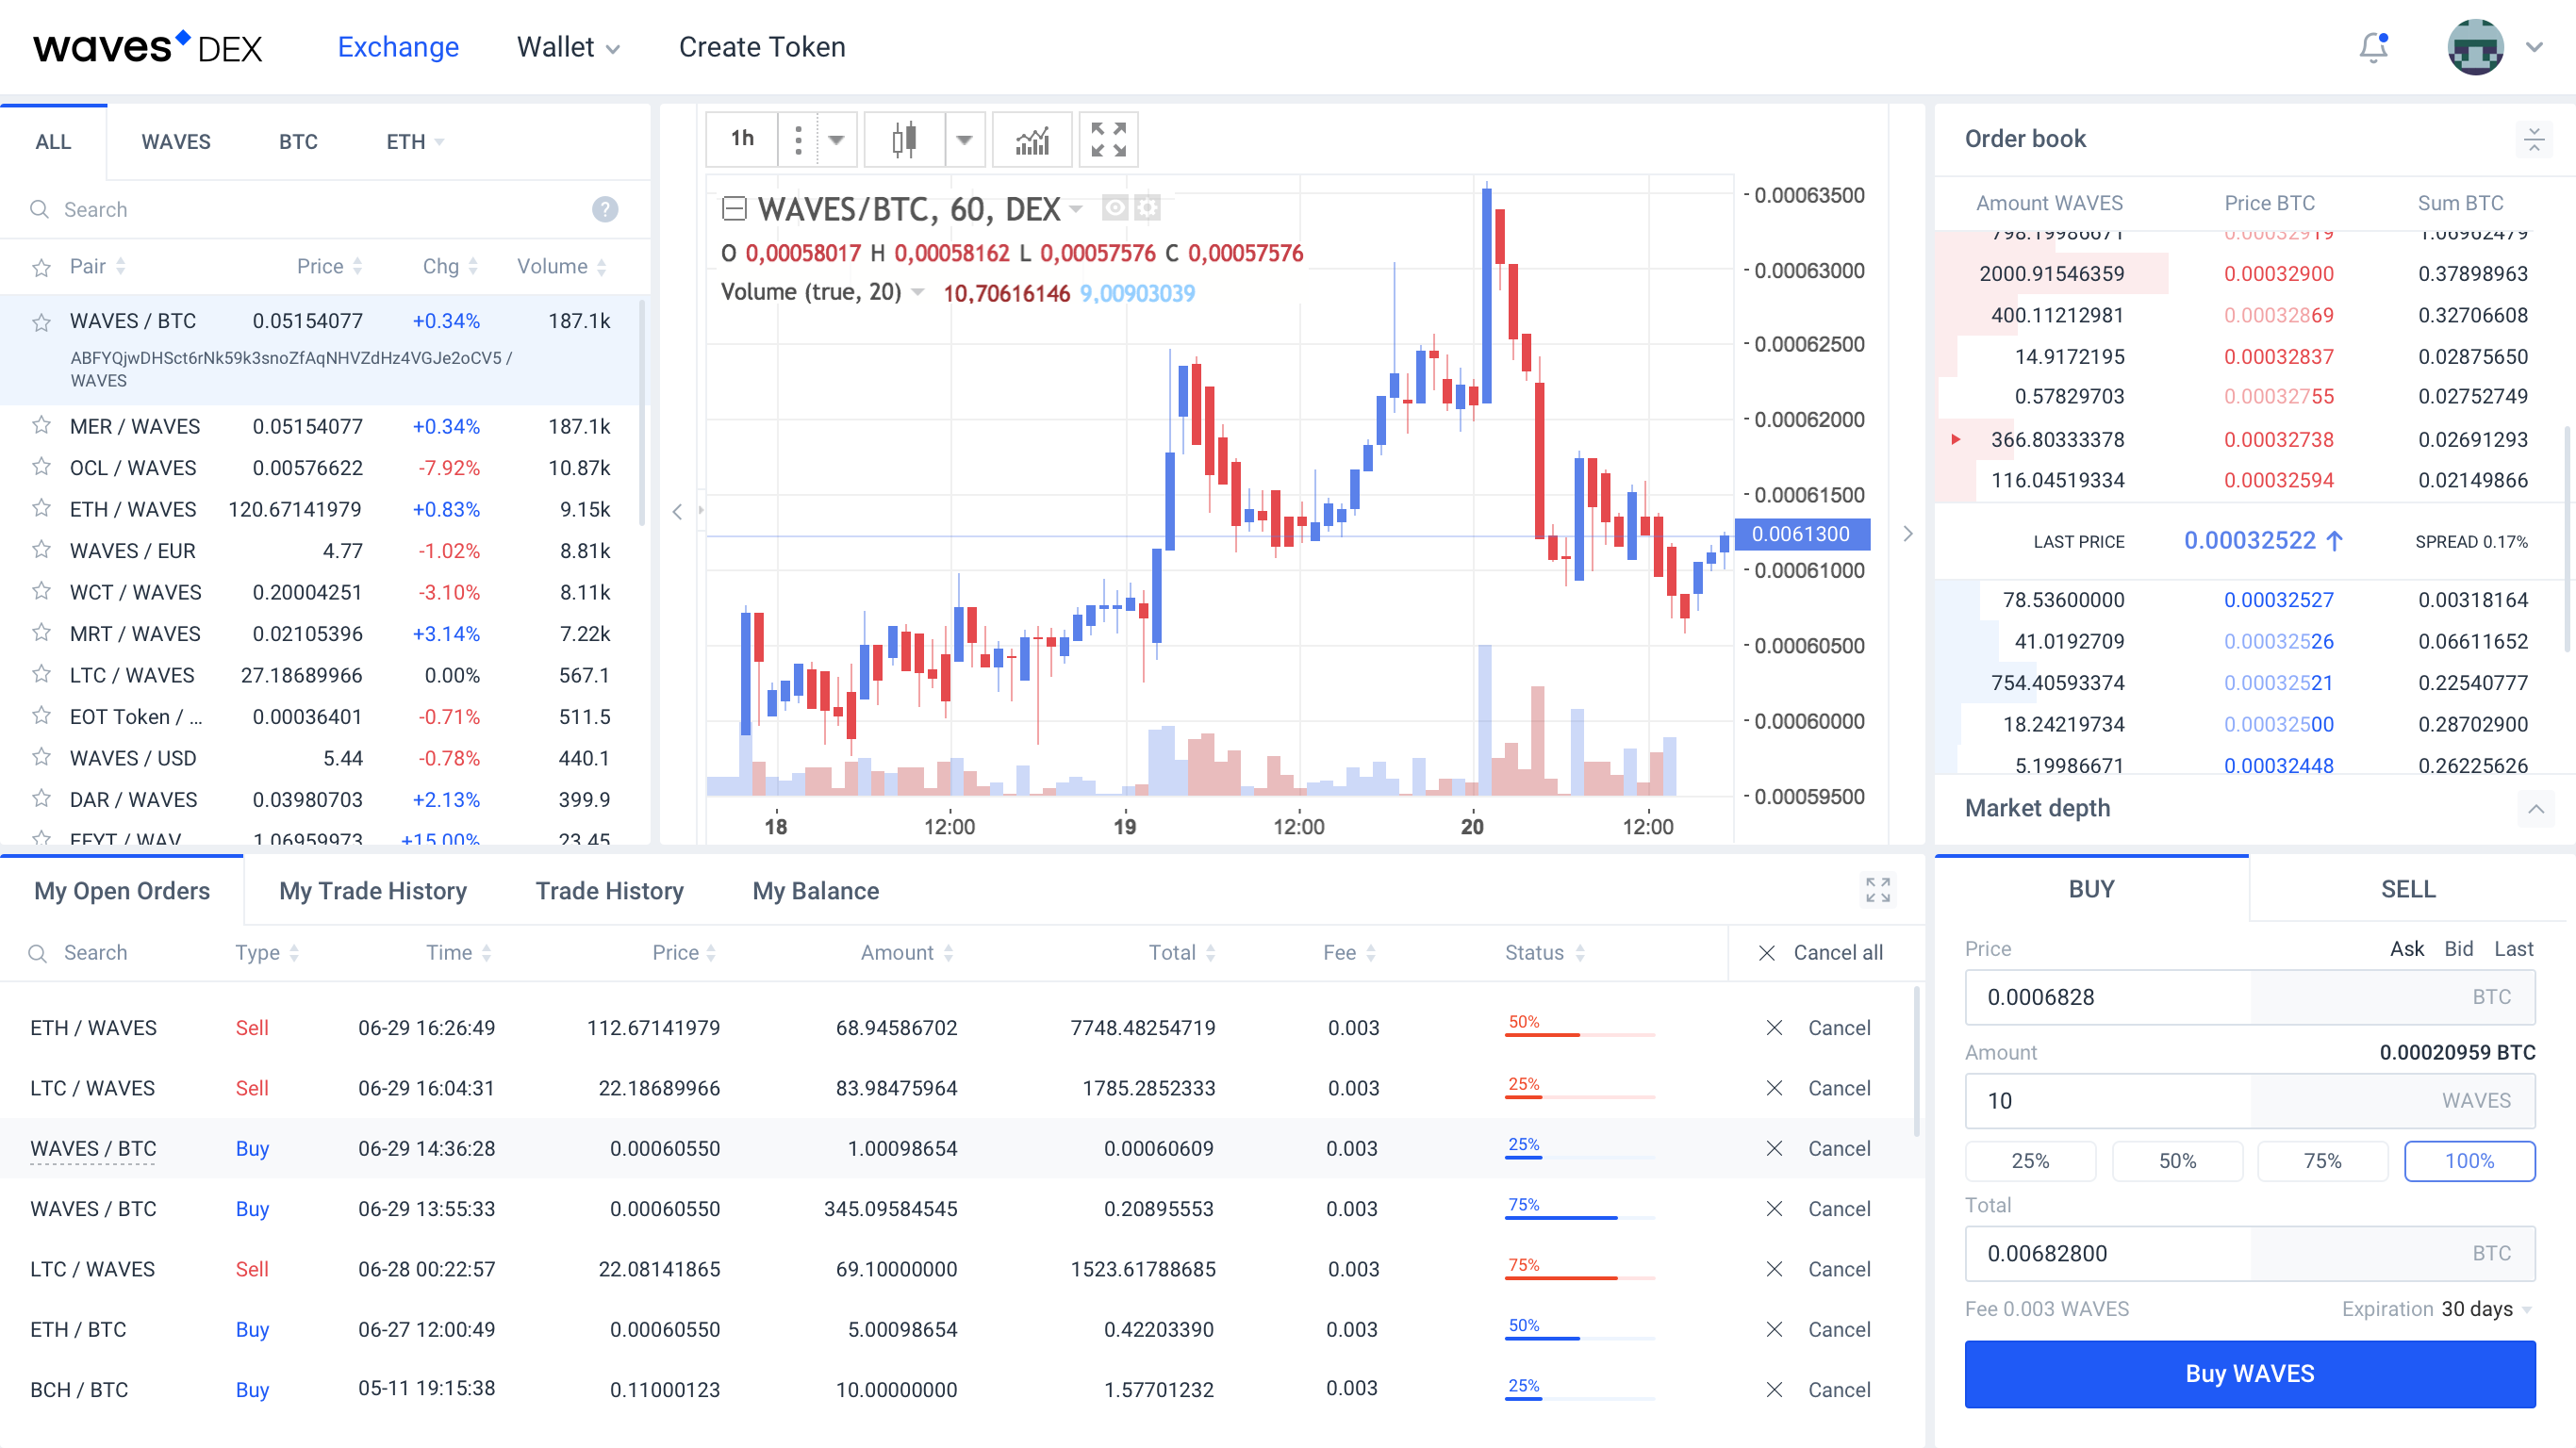 waves DEX Exchange Wallet Create Token
ALL WAVES BTC ETH
Search ?
Pair Price Chg Volume
WAVES / BTC 0.05154077 +0.34% 187.1k
ABFYQjwDHSct6rNk59k3snoZfAqNHVZdHz4VGJe2oCV5 /
WAVES
MER / WAVES 0.05154077 +0.34% 187.1k
OCL / WAVES 0.00576622 -7.92% 10.87k
ETH / WAVES 120.67141979 +0.83% 9.15k
WAVES / EUR 4.77 -1.02% 8.81k
WCT / WAVES 0.20004251 -3.10% 8.11k
MRT / WAVES 0.02105396 +3.14% 7.22k
LTC / WAVES 27.18689966 0.00% 567.1
EOT Token / ... 0.00036401 -0.71% 511.5
WAVES / USD 5.44 -0.78% 440.1
DAR / WAVES 0.03980703 +2.13% 399.9
1.06959973 +15.00% 23.45
1h
WAVES/BTC, 60, DEX
O 0,00058017 H 0,00058162 L 0,00057576 C 0,00057576
Volume (true, 20) 10,70616146 9,00903039
0.00063500
0.00063000
0.00062500
0.00062000
0.00061500
0.0061300
0.00061000
0.00060500
0.00060000
0.00059500
18 12:00 19 12:00 20 12:00
Order book
Amount WAVES Price BTC Sum BTC
798.19986671 0.00032919 1.06962479
2000.91546359 0.00032900 0.37898963
400.11212981 0.00032869 0.32706608
14.9172195 0.00032837 0.02875650
0.57829703 0.00032755 0.02752749
366.80333378 0.00032738 0.02691293
116.04519334 0.00032594 0.02149866
LAST PRICE 0.00032522 ↑ SPREAD 0.17%
78.53600000 0.00032527 0.00318164
41.0192709 0.00032526 0.06611652
754.40593374 0.00032521 0.22540777
18.24219734 0.00032500 0.28702900
5.19986671 0.00032448 0.26225626
Market depth
My Open Orders My Trade History Trade History My Balance
Search Type Time Price Amount Total Fee Status Cancel all
ETH / WAVES Sell 06-29 16:26:49 112.67141979 68.94586702 7748.48254719 0.003 50% Cancel
LTC / WAVES Sell 06-29 16:04:31 22.18689966 83.98475964 1785.2852333 0.003 25% Cancel
WAVES / BTC Buy 06-29 14:36:28 0.00060550 1.00098654 0.00060609 0.003 25% Cancel
WAVES / BTC Buy 06-29 13:55:33 0.00060550 345.09584545 0.20895553 0.003 75% Cancel
LTC / WAVES Sell 06-28 00:22:57 22.08141865 69.10000000 1523.61788685 0.003 75% Cancel
ETH / BTC Buy 06-27 12:00:49 0.00060550 5.00098654 0.42203390 0.003 50% Cancel
BCH / BTC Buy 05-11 19:15:38 0.11000123 10.00000000 1.57701232 0.003 25% Cancel
BUY SELL
Price Ask Bid Last
0.0006828 BTC
Amount 0.00020959 BTC
10 WAVES
25% 50% 75% 100%
Total
0.00682800 BTC
Fee 0.003 WAVES Expiration 30 days
Buy WAVES